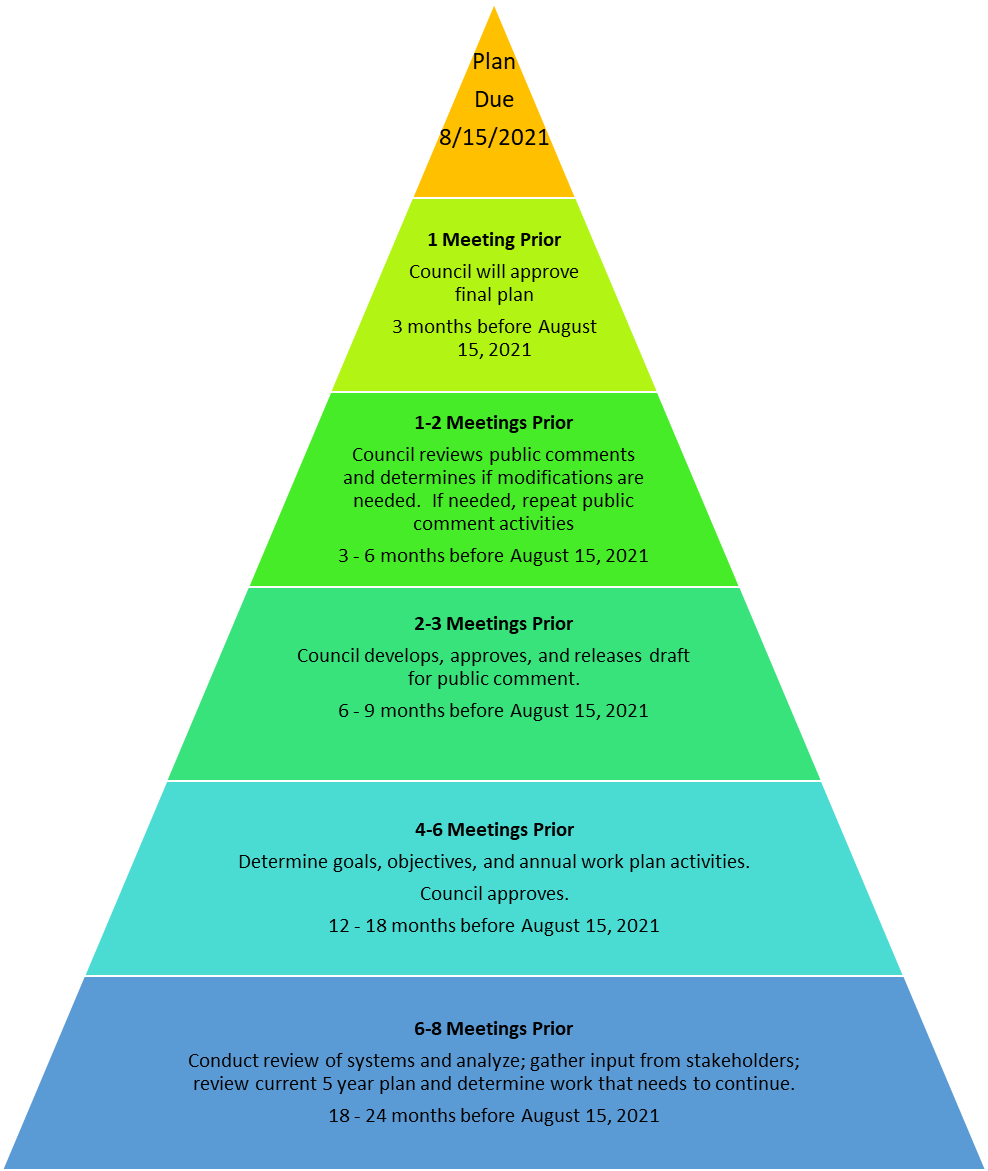 Plan
Due
8/15/2021
1 Meeting Prior
Council will approve
final plan
3 months before August
15, 2021
1-2 Meetings Prior
Council reviews public comments
and determines if modifications are
needed.  If needed, repeat public
comment activities
3 - 6 months before August 15, 2021
2-3 Meetings Prior
Council develops, approves, and releases draft
for public comment.
6 - 9 months before August 15, 2021
4-6 Meetings Prior
Determine goals, objectives, and annual work plan activities.
Council approves.
12 - 18 months before August 15, 2021
6-8 Meetings Prior
Conduct review of systems and analyze; gather input from stakeholders;
review current 5 year plan and determine work that needs to continue.
18 - 24 months before August 15, 2021